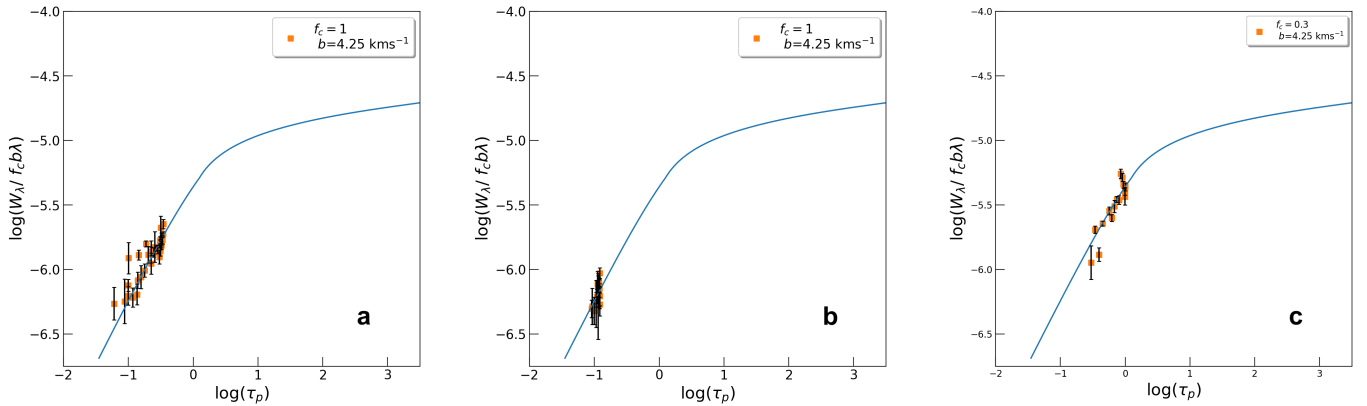 −4.0
−4.5
−5.0
−5.5
−6.0
−6.5
−2 −1 0 1 2 3
log(τₚ)
log(W_λ/ f_c bλ)
f_c = 1
b=4.25 kms⁻¹
a
−4.0
−4.5
−5.0
−5.5
−6.0
−6.5
−2 −1 0 1 2 3
log(τₚ)
log(W_λ/ f_c bλ)
f_c = 1
b=4.25 kms⁻¹
b
−4.0
−4.5
−5.0
−5.5
−6.0
−6.5
−2 −1 0 1 2 3
log(τₚ)
log(W_λ/ f_c bλ)
f_c = 0.3
b=4.25 kms⁻¹
c